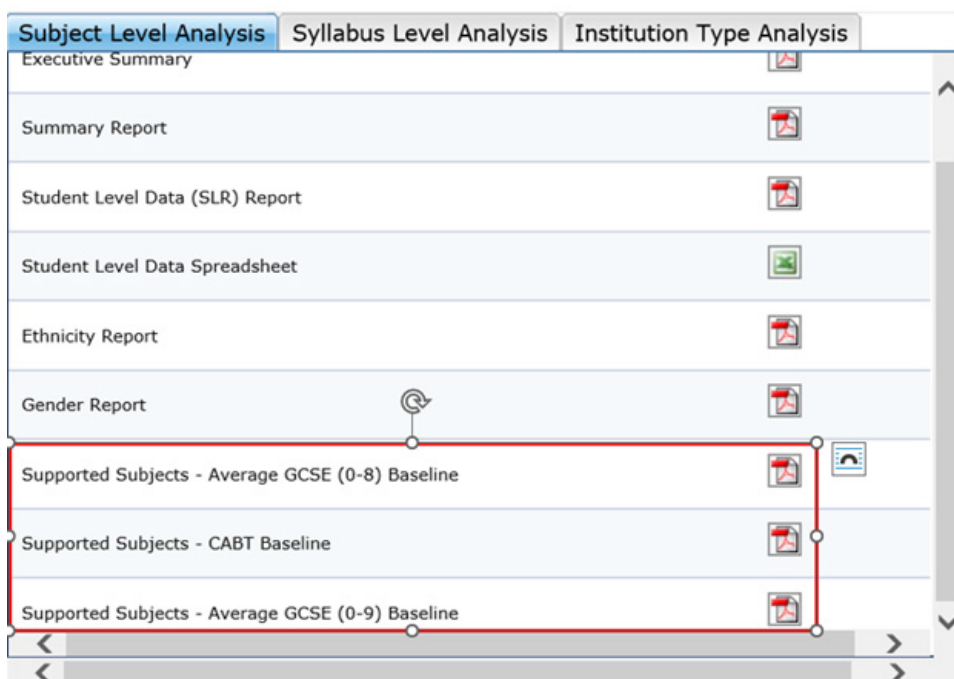 Subject Level Analysis
Syllabus Level Analysis
Institution Type Analysis
Executive Summary
Summary Report
Student Level Data (SLR) Report
Student Level Data Spreadsheet
Ethnicity Report
Gender Report
Supported Subjects - Average GCSE (0-8) Baseline
Supported Subjects - CABT Baseline
Supported Subjects - Average GCSE (0-9) Baseline